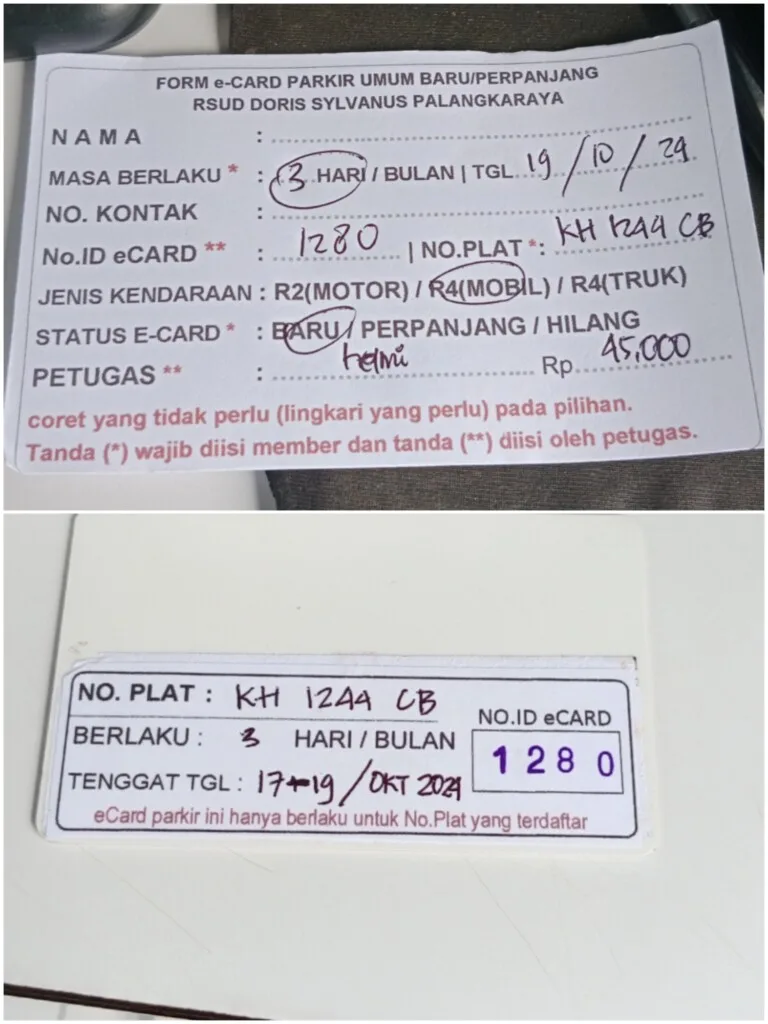 FORM e-CARD PARKIR UMUM BARU/PERPANJANG
RSUD DORIS SYLVANUS PALANGKARAYA
NAMA :
MASA BERLAKU * : 3 HARI / BULAN | TGL 19/10/24
NO. KONTAK :
No.ID eCARD ** : 1280 | NO.PLAT *: KH 1244 CB
JENIS KENDARAAN : R2(MOTOR) / R4(MOBIL) / R4(TRUK)
STATUS E-CARD * : BARU / PERPANJANG / HILANG
PETUGAS ** : helmi Rp 45.000
coret yang tidak perlu (lingkari yang perlu) pada pilihan.
Tanda (*) wajib diisi member dan tanda (**) diisi oleh petugas.
NO. PLAT : KH 1244 CB
BERLAKU : 3 HARI / BULAN
TENGGAT TGL : 17-19/OKT 2024
NO.ID eCARD
1280
eCard parkir ini hanya berlaku untuk No.Plat yang terdaftar